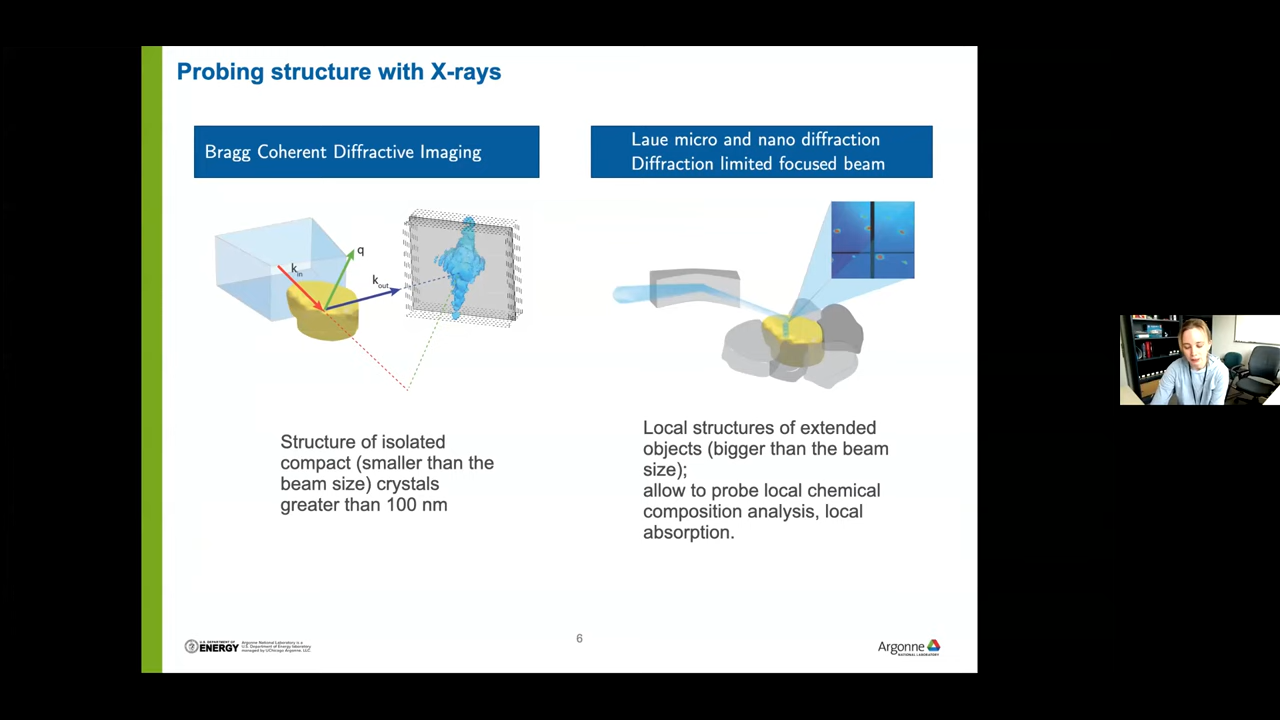 Probing structure with X-rays
Bragg Coherent Diffractive Imaging
Laue micro and nano diffraction
Diffraction limited focused beam
k_in
q
k_out
Structure of isolated
compact (smaller than the
beam size) crystals
greater than 100 nm
Local structures of extended
objects (bigger than the beam
size);
allow to probe local chemical
composition analysis, local
absorption.
U.S. DEPARTMENT OF
ENERGY
Argonne National Laboratory is a
U.S. Department of Energy laboratory
managed by UChicago Argonne, LLC.
6
Argonne
NATIONAL LABORATORY